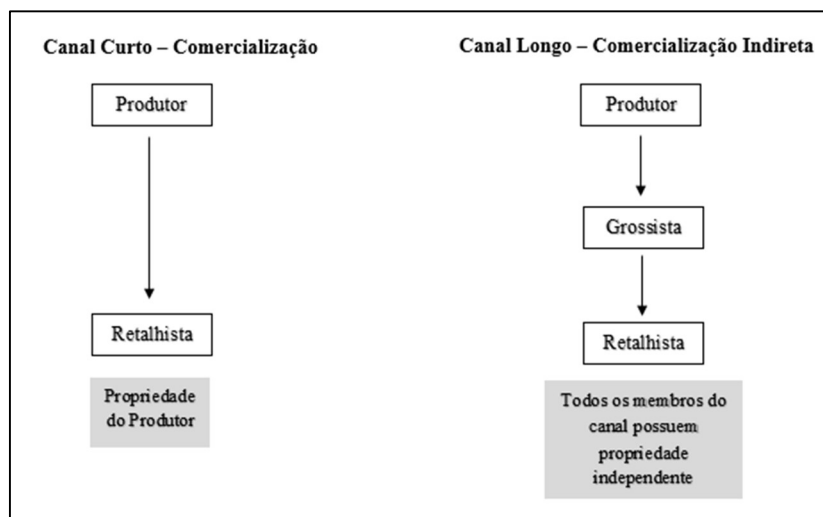 Canal Curto – Comercialização
Produtor
Retalhista
Propriedade
do Produtor
Canal Longo – Comercialização Indireta
Produtor
Grossista
Retalhista
Todos os membros do
canal possuem
propriedade
independente